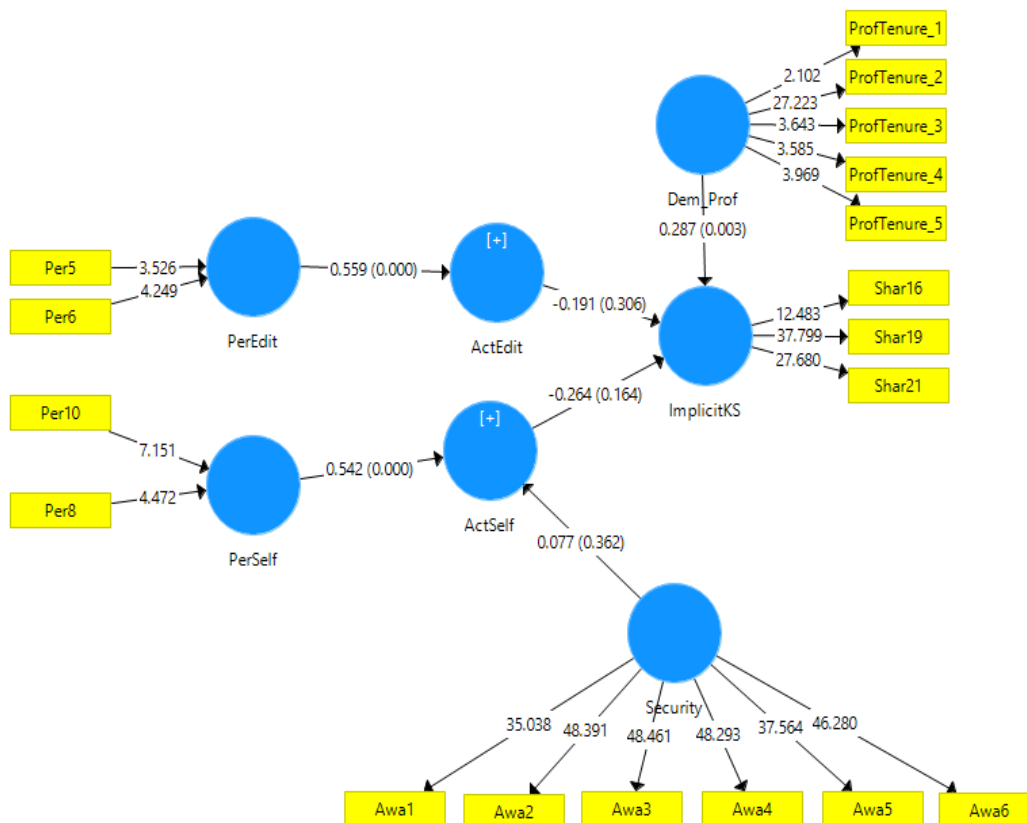 ProfTenure_1
2.102
ProfTenure_2
27.223
3.643
ProfTenure_3
3.585
ProfTenure_4
3.969
ProfTenure_5
Dem_Prof
0.287 (0.003)
[+]
Per5
3.526
0.559 (0.000)
Per6
4.249
-0.191 (0.306)
Shar16
12.483
37.799
Shar19
27.680
Shar21
PerEdit
ActEdit
ImplicitKS
-0.264 (0.164)
Per10
[+]
7.151
0.542 (0.000)
Per8
4.472
ActSelf
PerSelf
0.077 (0.362)
Security
35.038
48.391
48.461
48.293
37.564
46.280
Awa1
Awa2
Awa3
Awa4
Awa5
Awa6